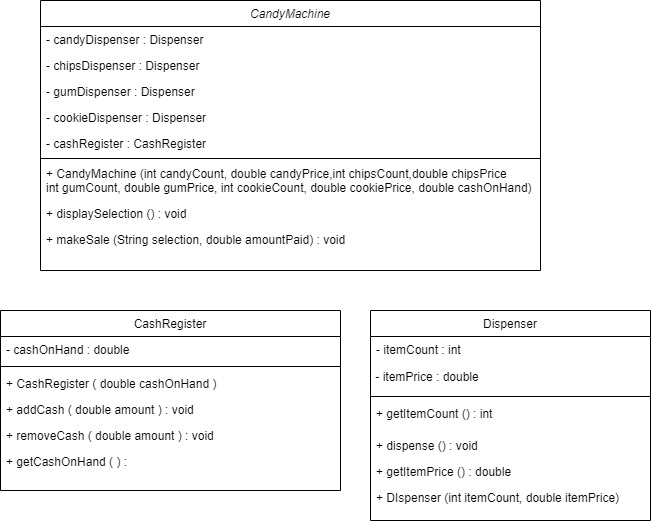 CandyMachine
- candyDispenser : Dispenser
- chipsDispenser : Dispenser
- gumDispenser : Dispenser
- cookieDispenser : Dispenser
- cashRegister : CashRegister
+ CandyMachine (int candyCount, double candyPrice,int chipsCount,double chipsPrice
int gumCount, double gumPrice, int cookieCount, double cookiePrice, double cashOnHand)
+ displaySelection () : void
+ makeSale (String selection, double amountPaid) : void
CashRegister
- cashOnHand : double
+ CashRegister ( double cashOnHand )
+ addCash ( double amount ) : void
+ removeCash ( double amount ) : void
+ getCashOnHand ( ) :
Dispenser
- itemCount : int
- itemPrice : double
+ getItemCount () : int
+ dispense () : void
+ getItemPrice () : double
+ DIspenser (int itemCount, double itemPrice)